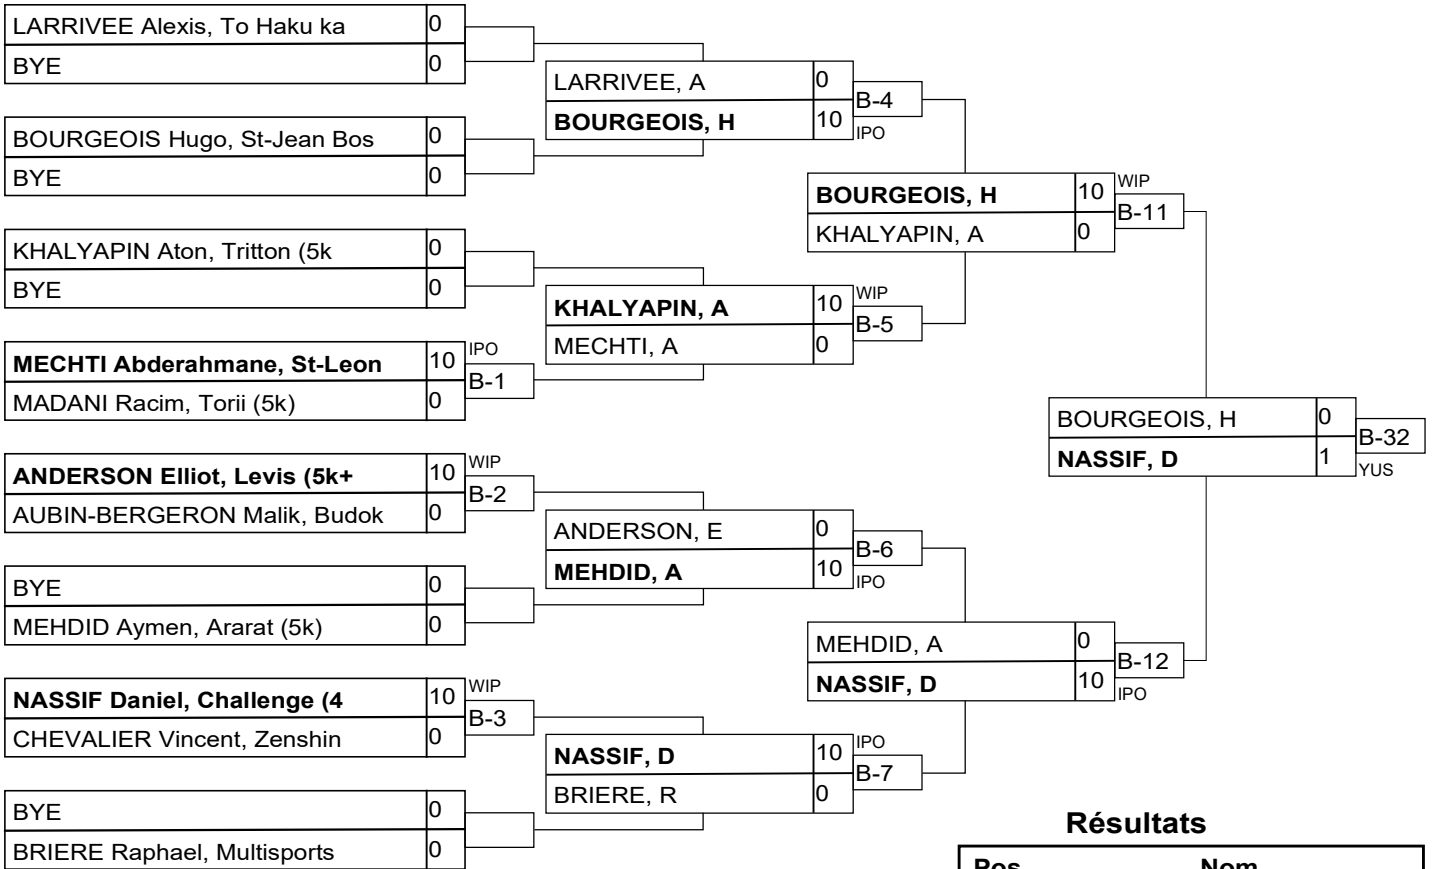 LARRIVEE Alexis, To Haku ka 0
BYE 0
BOURGEOIS Hugo, St-Jean Bos 0
BYE 0
KHALYAPIN Aton, Tritton (5k 0
BYE 0
MECHTI Abderahmane, St-Leon 10 IPO
B-1
MADANI Racim, Torii (5k) 0
ANDERSON Elliot, Levis (5k+ 10 WIP
B-2
AUBIN-BERGERON Malik, Budok 0
BYE 0
MEHDID Aymen, Ararat (5k) 0
NASSIF Daniel, Challenge (4 10 WIP
B-3
CHEVALIER Vincent, Zenshin 0
BYE 0
BRIERE Raphael, Multisports 0
LARRIVEE, A 0
B-4
BOURGEOIS, H 10 IPO
KHALYAPIN, A 10 WIP
B-5
MECHTI, A 0
ANDERSON, E 0
B-6
MEHDID, A 10 IPO
NASSIF, D 10 IPO
B-7
BRIERE, R 0
BOURGEOIS, H 10 WIP
B-11
KHALYAPIN, A 0
MEHDID, A 0
B-12
NASSIF, D 10 IPO
BOURGEOIS, H 0
B-32
NASSIF, D 1 YUS
Résultats
Pos Nom